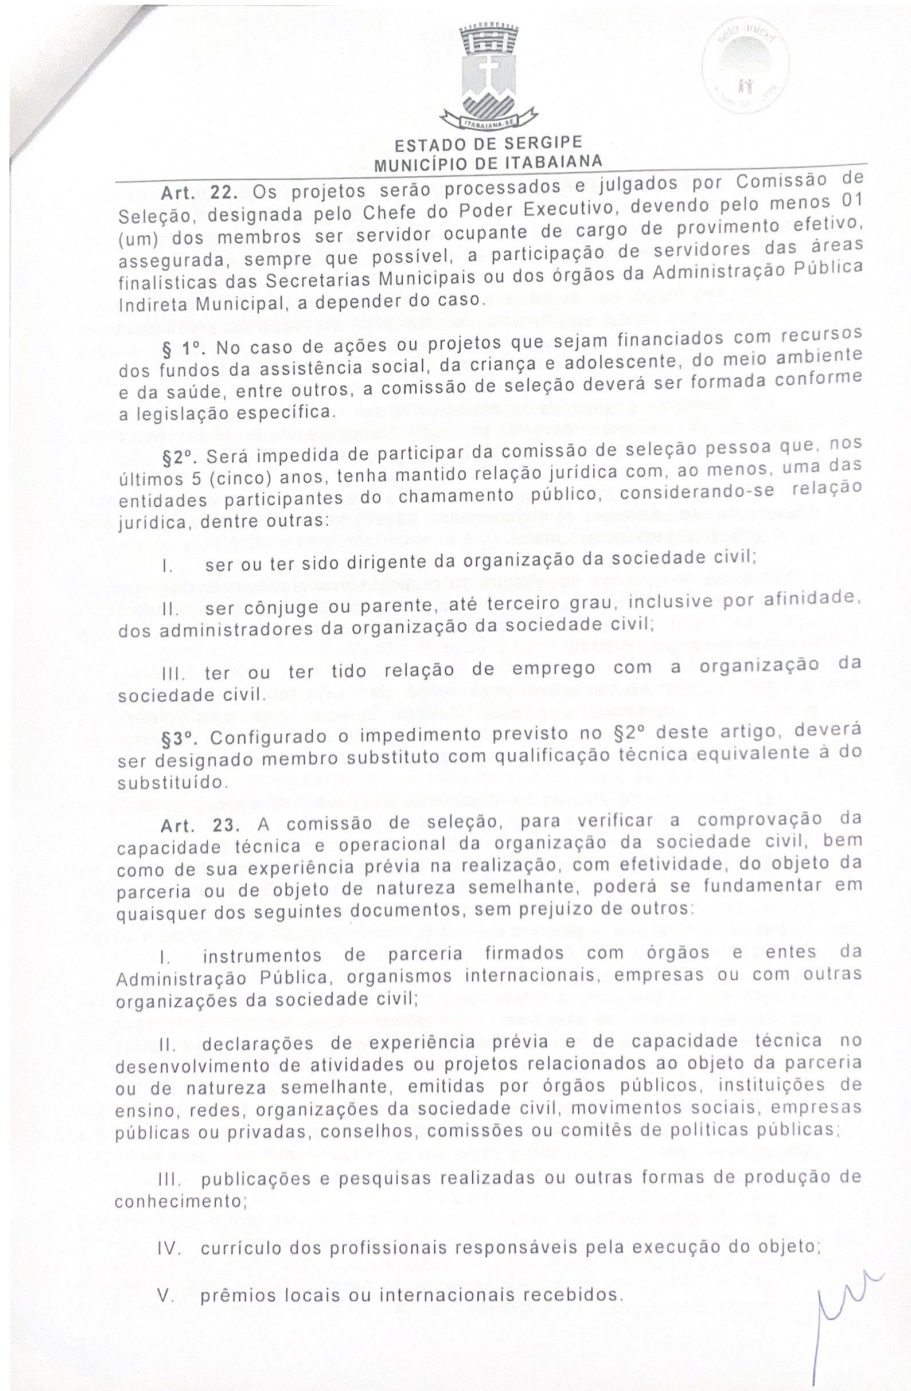 ITABAIANA-SE
ESTADO DE SERGIPE
MUNICÍPIO DE ITABAIANA
Art. 22. Os projetos serão processados e julgados por Comissão de
Seleção, designada pelo Chefe do Poder Executivo, devendo pelo menos 01
(um) dos membros ser servidor ocupante de cargo de provimento efetivo,
assegurada, sempre que possível, a participação de servidores das áreas
finalísticas das Secretarias Municipais ou dos órgãos da Administração Pública
Indireta Municipal, a depender do caso.
§ 1º. No caso de ações ou projetos que sejam financiados com recursos
dos fundos da assistência social, da criança e adolescente, do meio ambiente
e da saúde, entre outros, a comissão de seleção deverá ser formada conforme
a legislação específica.
§2º. Será impedida de participar da comissão de seleção pessoa que, nos
últimos 5 (cinco) anos, tenha mantido relação jurídica com, ao menos, uma das
entidades participantes do chamamento público, considerando-se relação
jurídica, dentre outras:
I. ser ou ter sido dirigente da organização da sociedade civil;
II. ser cônjuge ou parente, até terceiro grau, inclusive por afinidade,
dos administradores da organização da sociedade civil;
III. ter ou ter tido relação de emprego com a organização da
sociedade civil.
§3º. Configurado o impedimento previsto no §2º deste artigo, deverá
ser designado membro substituto com qualificação técnica equivalente à do
substituído.
Art. 23. A comissão de seleção, para verificar a comprovação da
capacidade técnica e operacional da organização da sociedade civil, bem
como de sua experiência prévia na realização, com efetividade, do objeto da
parceria ou de objeto de natureza semelhante, poderá se fundamentar em
quaisquer dos seguintes documentos, sem prejuízo de outros:
I. instrumentos de parceria firmados com órgãos e entes da
Administração Pública, organismos internacionais, empresas ou com outras
organizações da sociedade civil;
II. declarações de experiência prévia e de capacidade técnica no
desenvolvimento de atividades ou projetos relacionados ao objeto da parceria
ou de natureza semelhante, emitidas por órgãos públicos, instituições de
ensino, redes, organizações da sociedade civil, movimentos sociais, empresas
públicas ou privadas, conselhos, comissões ou comitês de políticas públicas;
III. publicações e pesquisas realizadas ou outras formas de produção de
conhecimento;
IV. currículo dos profissionais responsáveis pela execução do objeto;
V. prêmios locais ou internacionais recebidos.